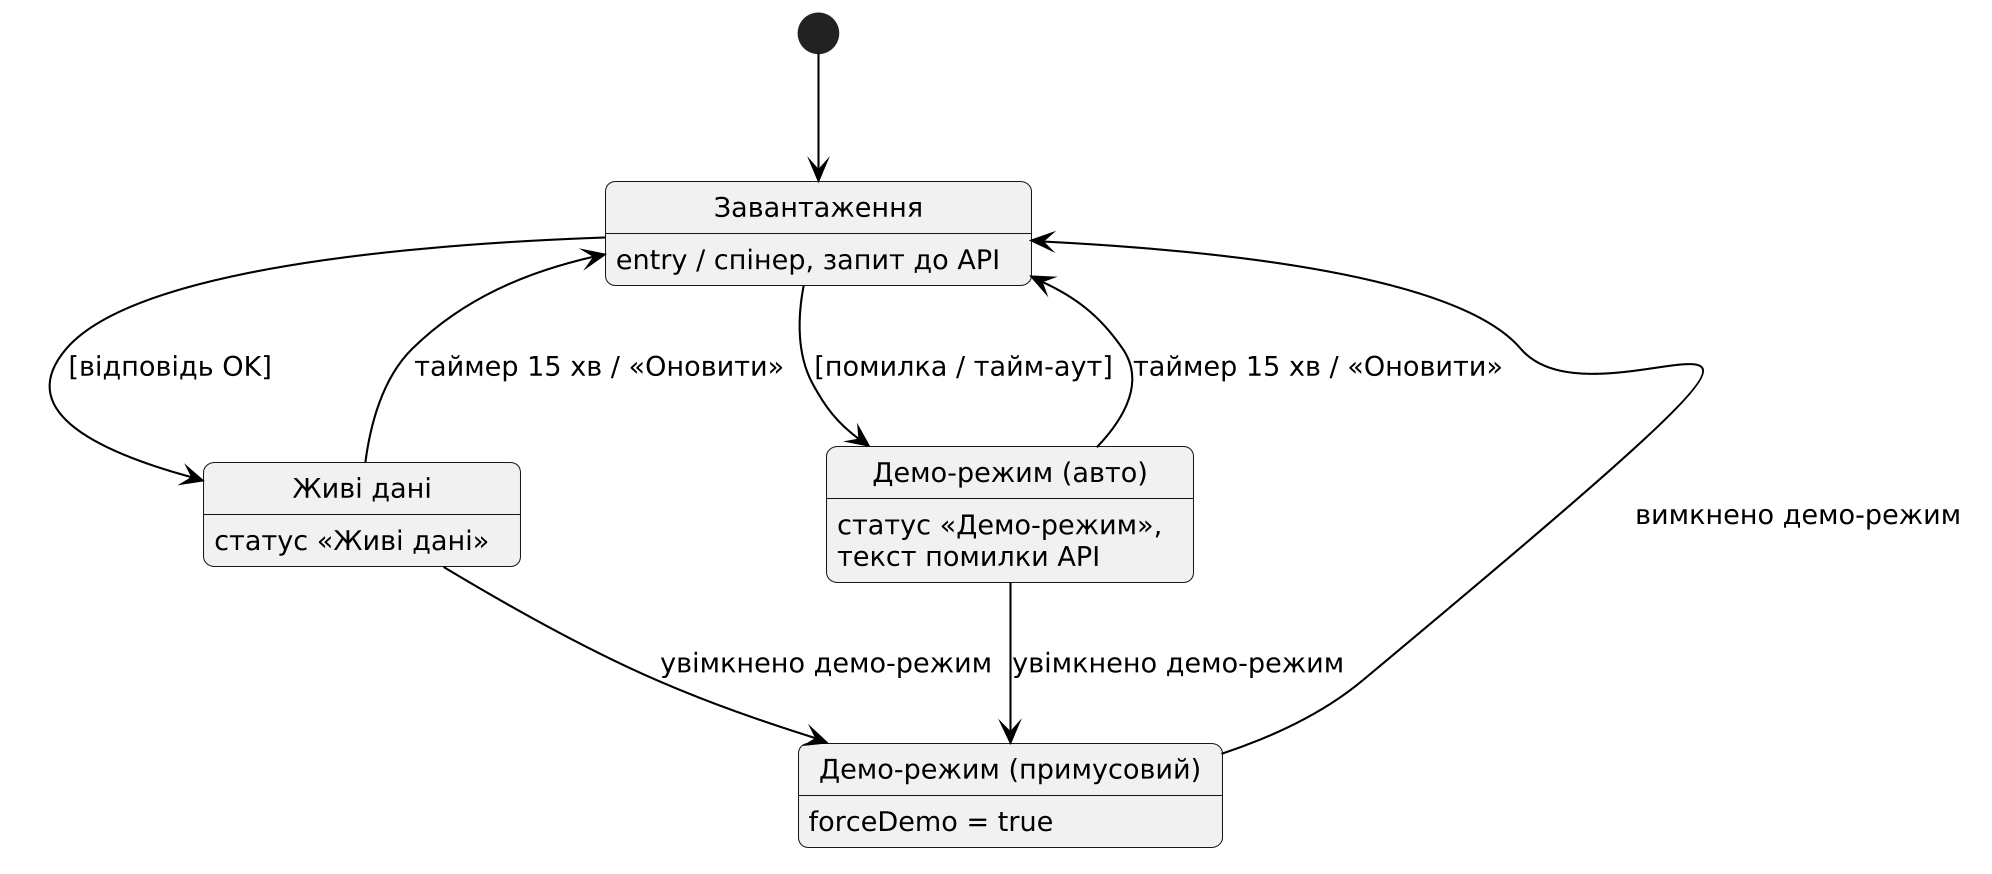 Завантаження
entry / спінер, запит до API
[відповідь OK]
таймер 15 хв / «Оновити»
[помилка / тайм-аут]
таймер 15 хв / «Оновити»
Живі дані
статус «Живі дані»
Демо-режим (авто)
статус «Демо-режим»,
текст помилки API
вимкнено демо-режим
увімкнено демо-режим
увімкнено демо-режим
Демо-режим (примусовий)
forceDemo = true